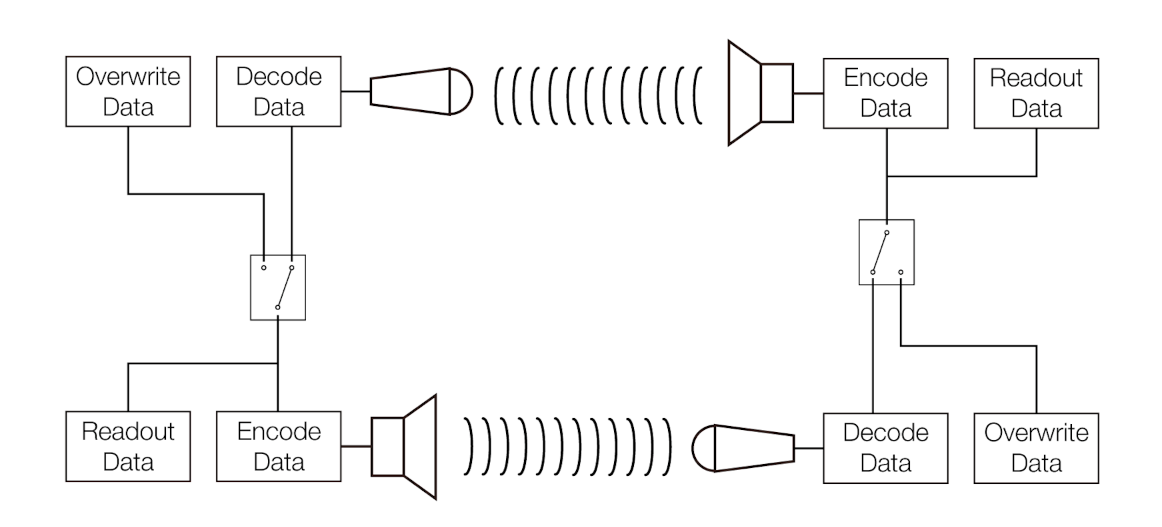 Overwrite
Data
Decode
Data
Encode
Data
Readout
Data
Readout
Data
Encode
Data
Decode
Data
Overwrite
Data